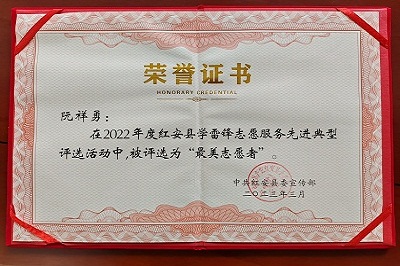 荣誉证书
HONORARY CREDENTIAL
阮祥勇：
在2022年度红安县学雷锋志愿服务先进典型
评选活动中，被评选为“最美志愿者”。
中共红安县委宣传部
二〇二三年三月